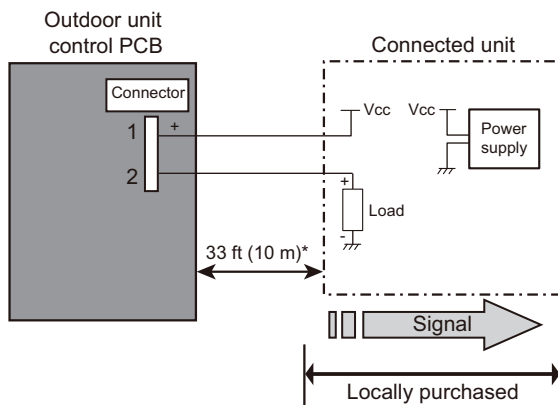 Outdoor unit
control PCB
Connected unit
Connector
1
+
Vcc
Vcc
Power
supply
2
+
Load
-
33 ft (10 m)*
Signal
Locally purchased